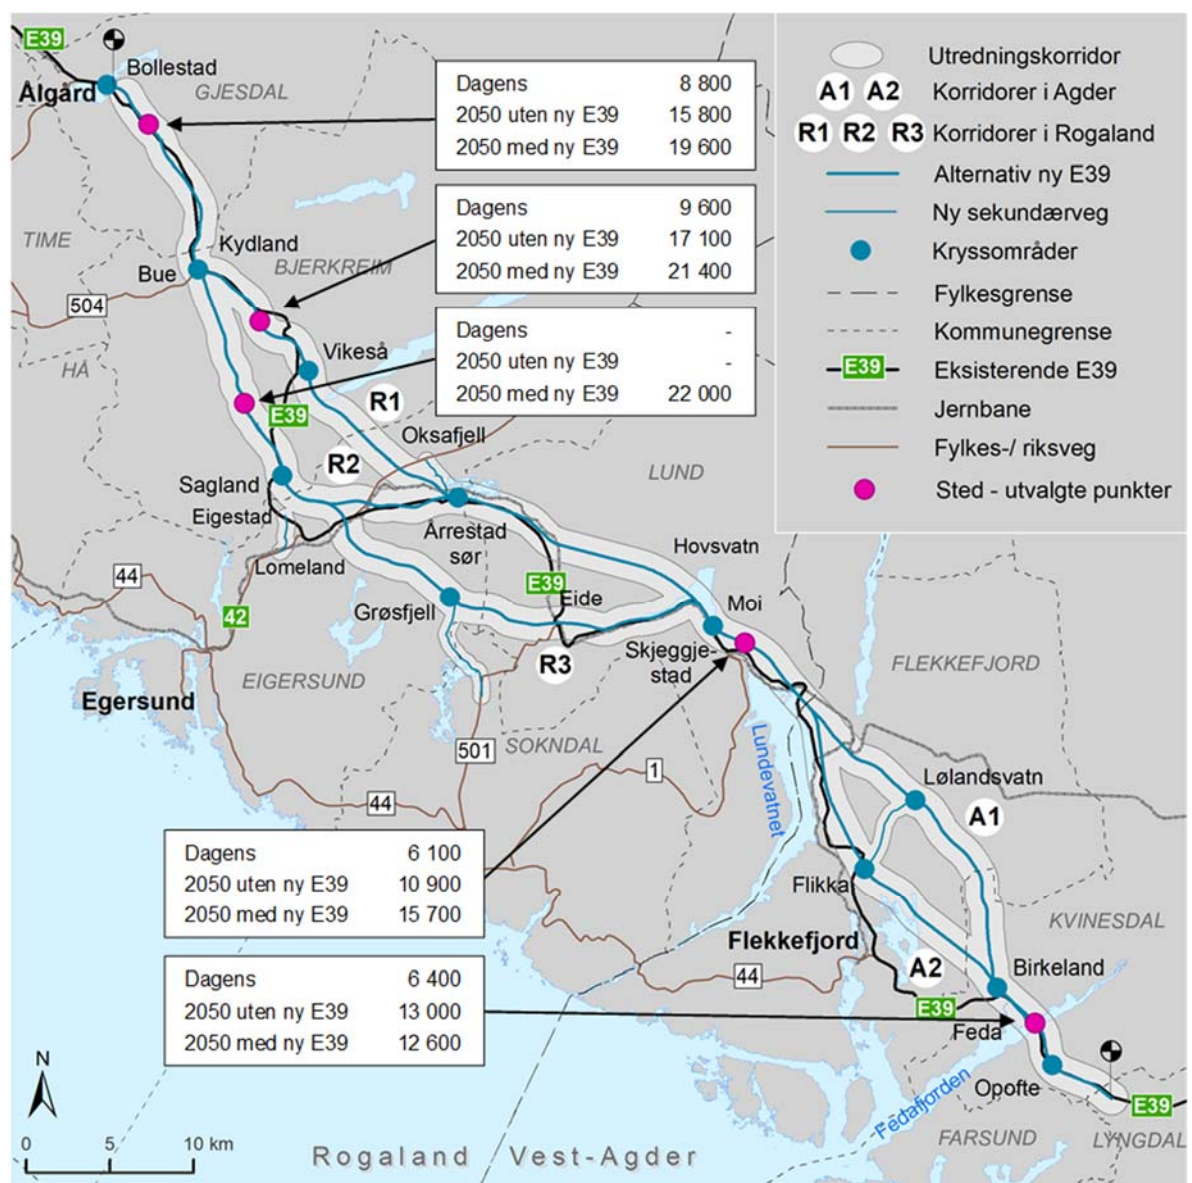 E39
Bollestad
Ålgård
GJESDAL
Dagens 8 800
2050 uten ny E39 15 800
2050 med ny E39 19 600
Utredningskorridor
A1 A2 Korridorer i Agder
R1 R2 R3 Korridorer i Rogaland
Alternativ ny E39
Ny sekundærveg
Kryssområder
Fylkesgrense
Kommunegrense
E39 Eksisterende E39
Jernbane
Fylkes-/ riksveg
Sted - utvalgte punkter
Dagens 9 600
2050 uten ny E39 17 100
2050 med ny E39 21 400
TIME
Kydland
Bue
BJERKREIM
504
Dagens -
2050 uten ny E39 -
2050 med ny E39 22 000
HÅ
Vikeså
E39
R1
Oksafjell
R2
LUND
Sagland
Eigestad
Årrestad
sør
Hovsvatn
Lomeland
44
E39
Eide
Moi
42
Grøsfjell
R3
Skjeggje-
stad
FLEKKEFJORD
EIGERSUND
Egersund
SOKNDAL
501
1
Lundevatnet
Lølandsvatn
44
A1
Dagens 6 100
2050 uten ny E39 10 900
2050 med ny E39 15 700
Flikka
KVINESDAL
Flekkefjord
A2
44
Birkeland
Dagens 6 400
2050 uten ny E39 13 000
2050 med ny E39 12 600
E39
Feda
N
Opofte
Fedafjorden
E39
FARSUND
LYNGDAL
0 5 10 km
Rogaland
Vest-Agder